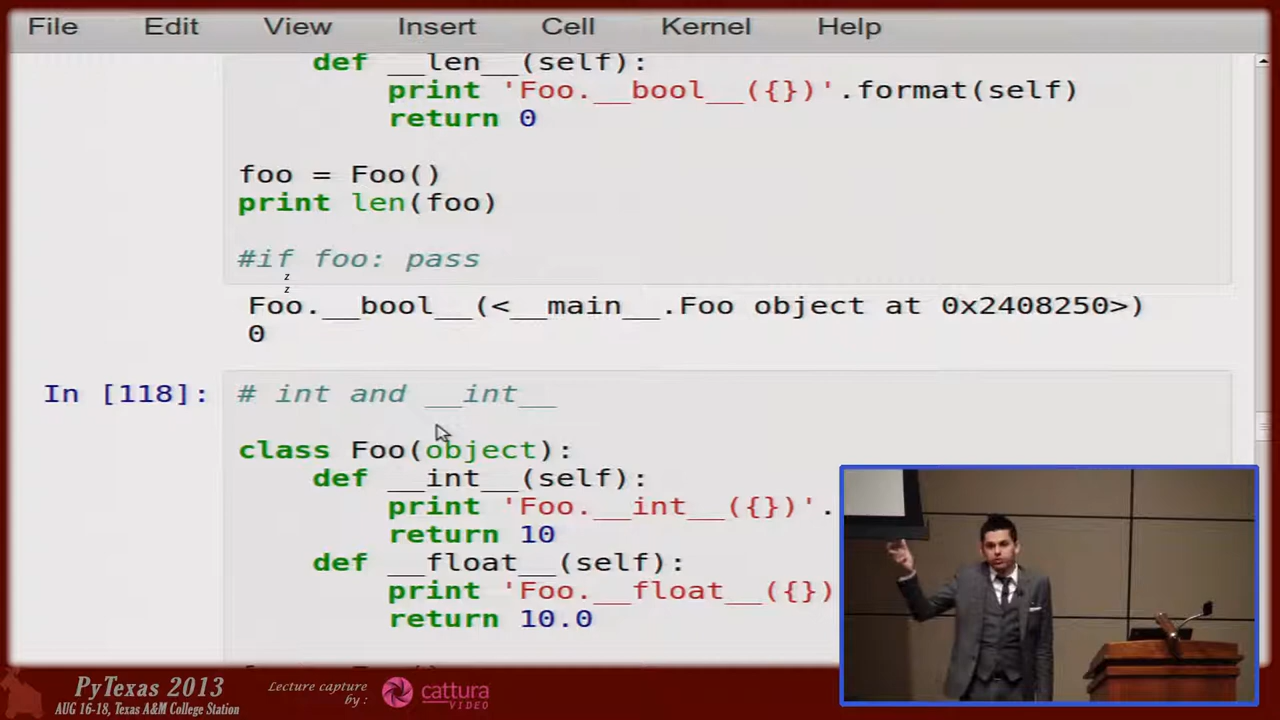 File Edit View Insert Cell Kernel Help
def __len__(self):
print 'Foo.__bool__({})'.format(self)
return 0
foo = Foo()
print len(foo)
#if foo: pass
z
z
Foo.__bool__(<__main__.Foo object at 0x2408250>)
0
In [118]: # int and __int__
class Foo(object):
def __int__(self):
print 'Foo.__int__({})'.
return 10
def __float__(self):
print 'Foo.__float__({})
return 10.0
PyTexas 2013
AUG 16-18, Texas A&M College Station
Lecture capture
by :
cattura
VIDEO